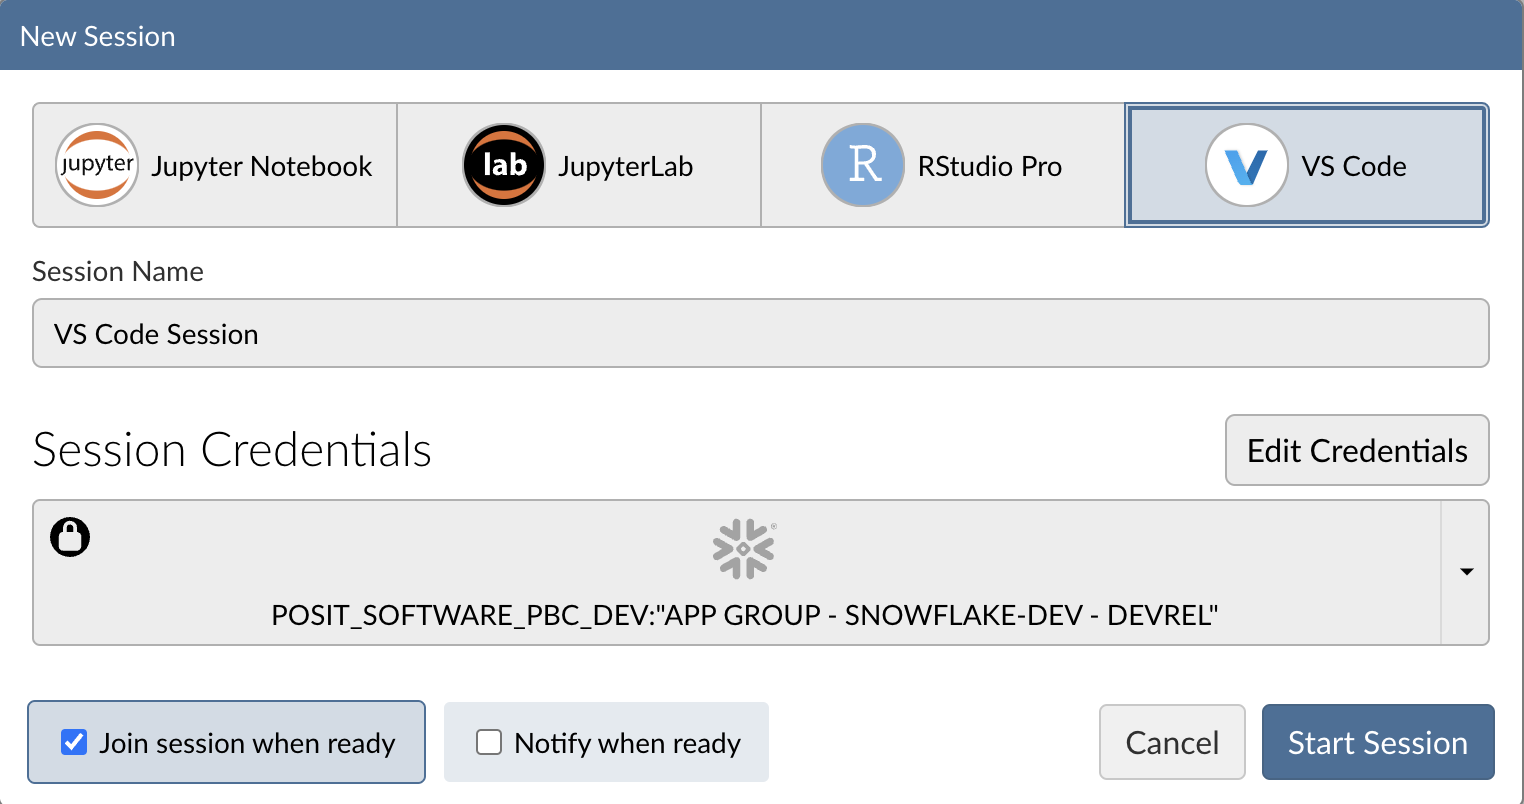 New Session
jupyter Jupyter Notebook
lab JupyterLab
R RStudio Pro
VS Code
Session Name
VS Code Session
Session Credentials
Edit Credentials
®
POSIT_SOFTWARE_PBC_DEV:"APP GROUP - SNOWFLAKE-DEV - DEVREL"
Join session when ready
Notify when ready
Cancel
Start Session